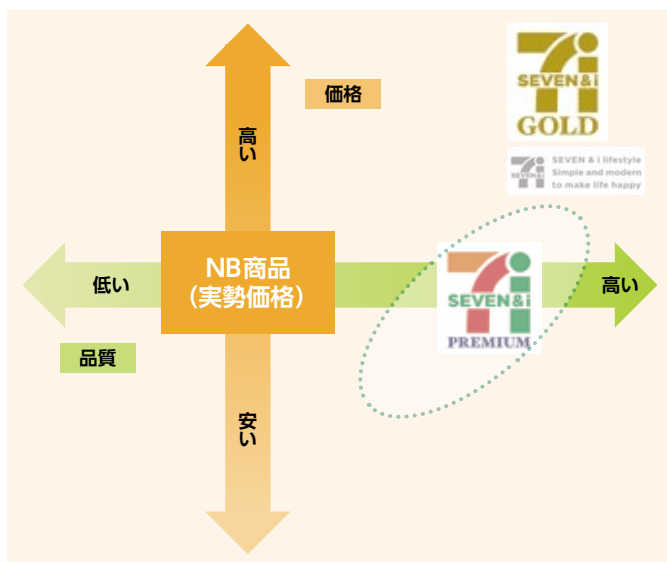 価格
SEVEN & i
GOLD
SEVEN & I lifestyle
Simple and modern
to make life happy
SEVEN & i
高い
低い
NB商品
（実勢価格）
SEVEN & i
PREMIUM
高い
品質
安い